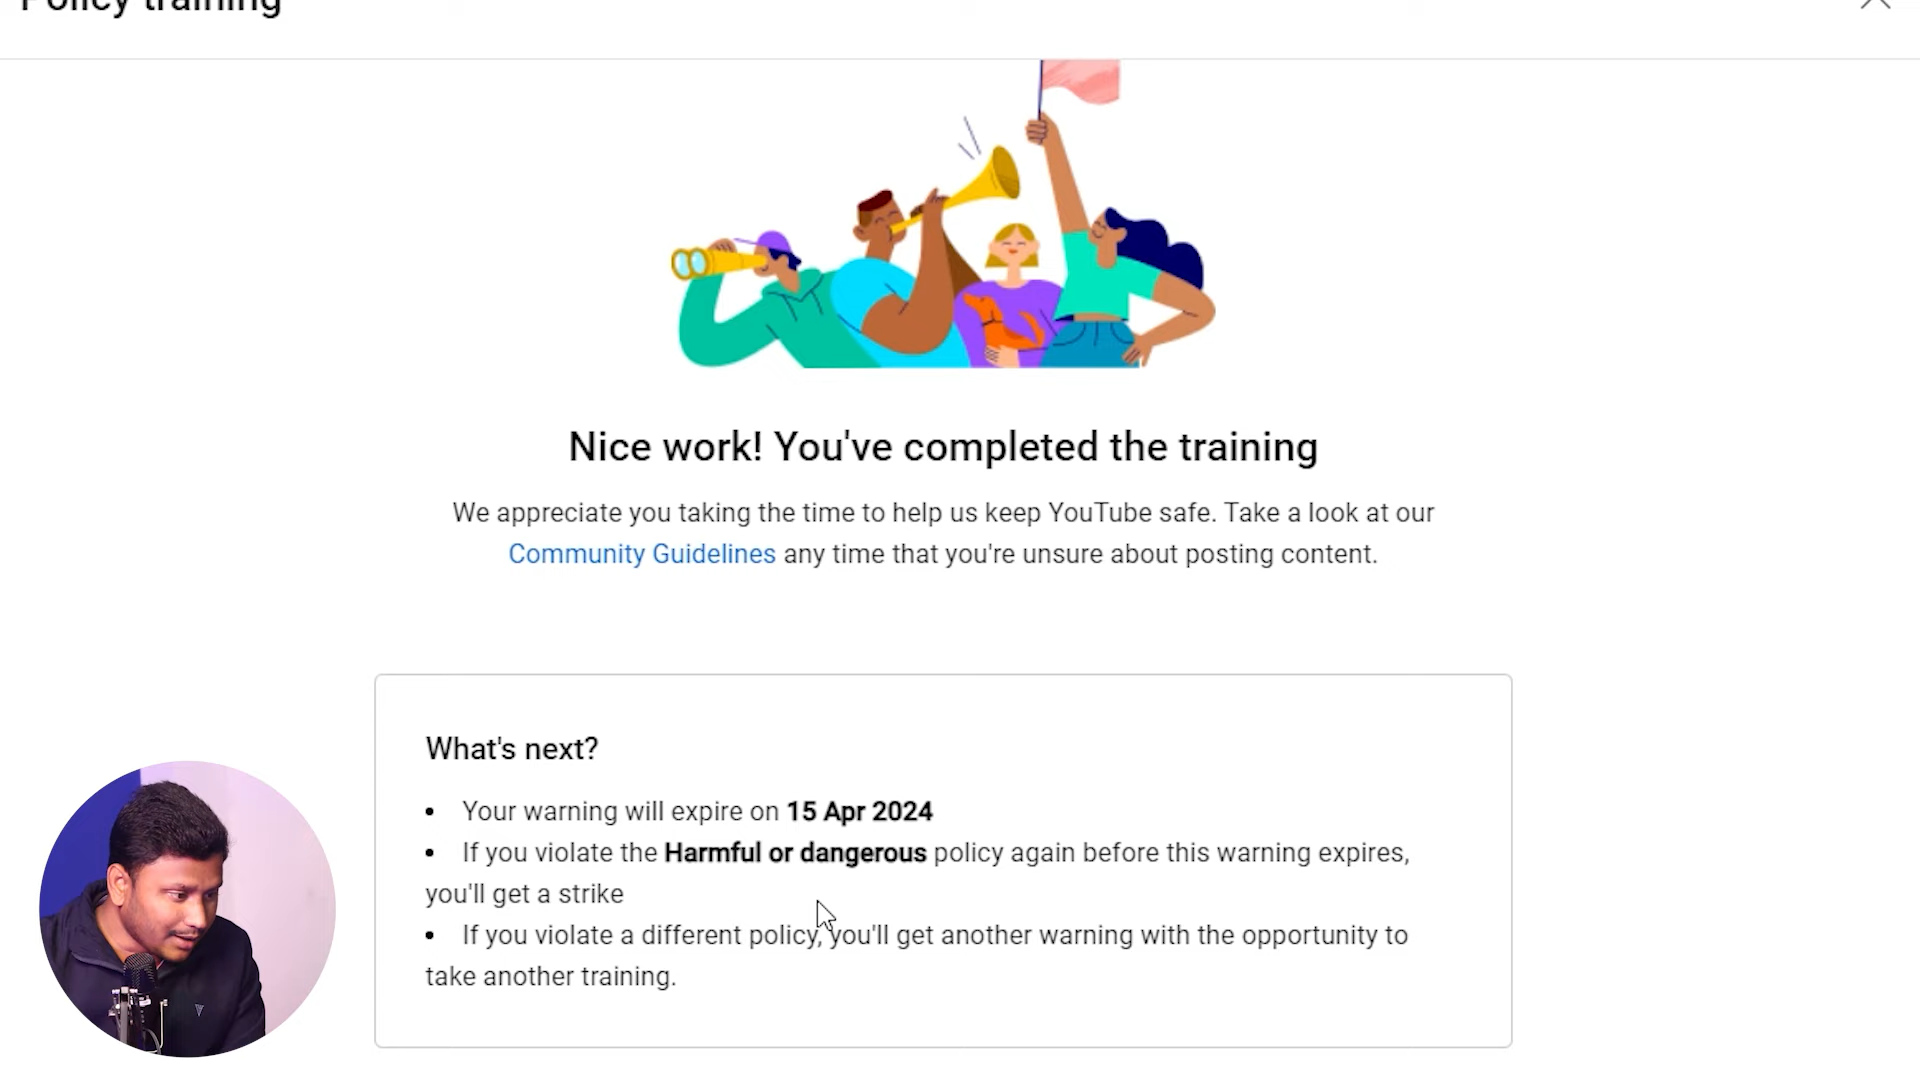 Policy training
Nice work! You've completed the training
We appreciate you taking the time to help us keep YouTube safe. Take a look at our
Community Guidelines any time that you're unsure about posting content.
What's next?
• Your warning will expire on 15 Apr 2024
• If you violate the Harmful or dangerous policy again before this warning expires,
you'll get a strike
• If you violate a different policy, you'll get another warning with the opportunity to
take another training.